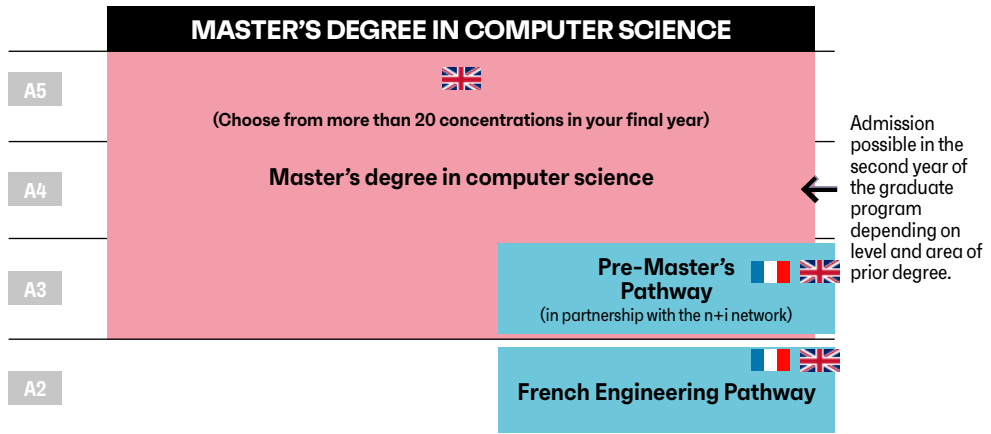 MASTER'S DEGREE IN COMPUTER SCIENCE
A5
(Choose from more than 20 concentrations in your final year)
A4
Master's degree in computer science
Admission
possible in the
second year of
the graduate
program
depending on
level and area of
prior degree.
A3
Pre-Master's
Pathway
(in partnership with the n+i network)
A2
French Engineering Pathway